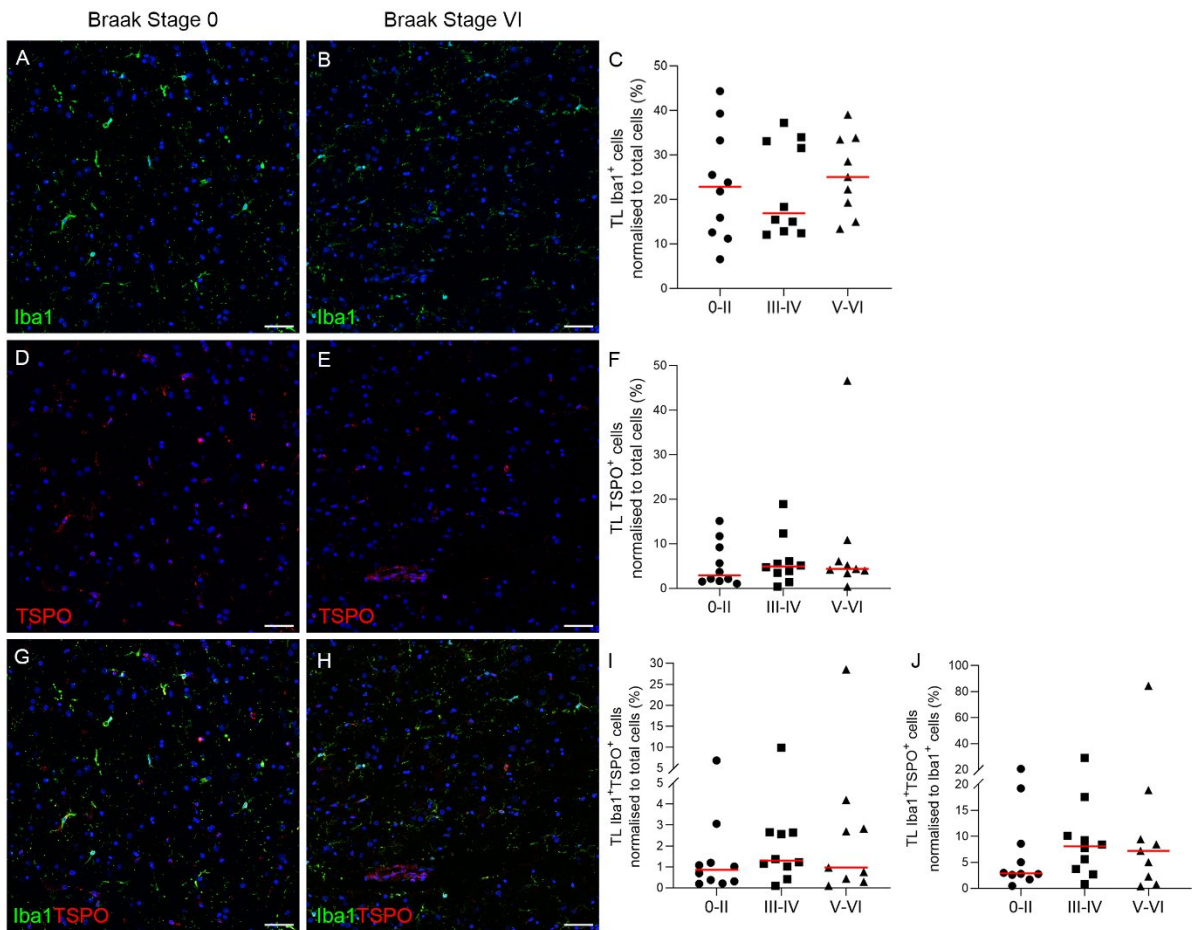 Braak Stage 0
Braak Stage VI
A
Iba1
B
Iba1
C
TL Iba1⁺ cells
normalised to total cells (%)
50
40
30
20
10
0
0-II
III-IV
V-VI
D
TSPO
E
TSPO
F
TL TSPO⁺ cells
normalised to total cells (%)
50
40
30
20
10
0
0-II
III-IV
V-VI
G
Iba1TSPO
H
Iba1TSPO
I
TL Iba1⁺TSPO⁺ cells
normalised to total cells (%)
30
25
20
15
10
5
5
4
3
2
1
0
0-II
III-IV
V-VI
J
TL Iba1⁺TSPO⁺ cells
normalised to Iba1⁺ cells (%)
100
80
60
40
20
20
15
10
5
0
0-II
III-IV
V-VI